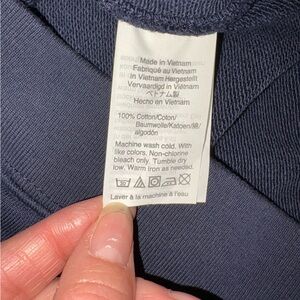 Made in Vietnam
Fabriqué au Vietnam
In Vietnam Hergestellt
Vervaardigd in Vietnam
ベトナム製
Hecho en Vietnam
100% Cotton/Coton/
Baumwolle/Katoen/綿/
algodón
Machine wash cold. With
like colors. Non-chlorine
bleach only. Tumble dry
low. Warm iron as needed.
Laver à la machine à l'eau